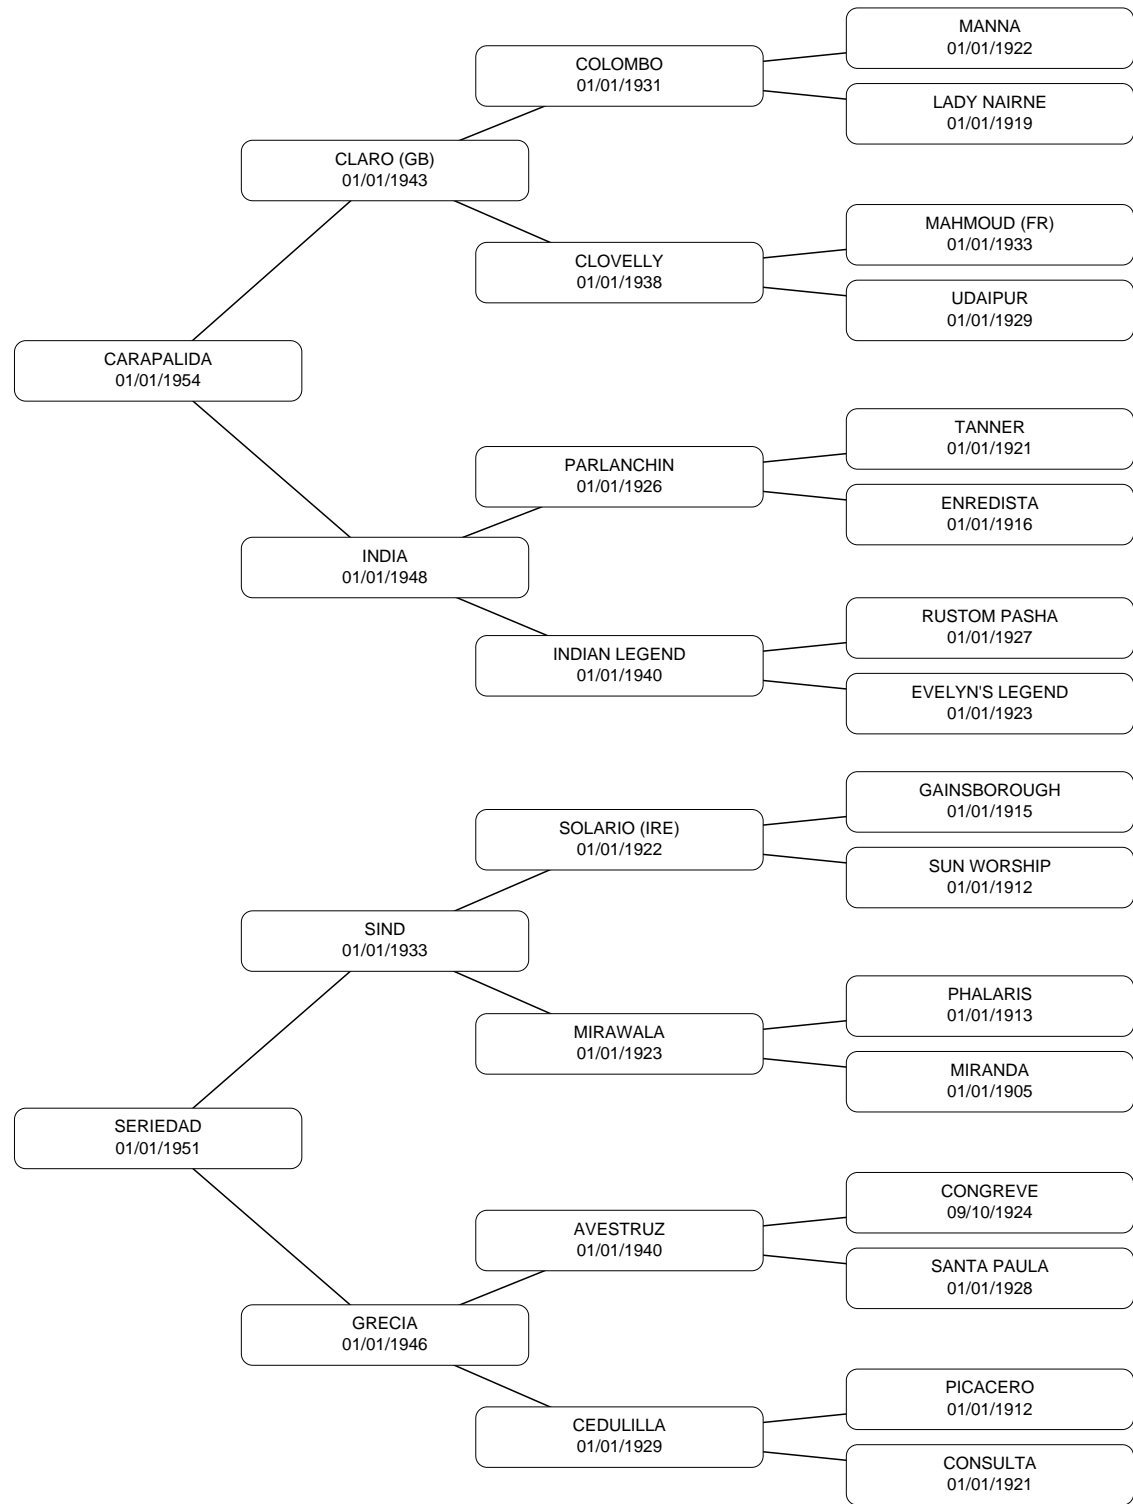 MANNA
01/01/1922
COLOMBO
01/01/1931
LADY NAIRNE
01/01/1919
CLARO (GB)
01/01/1943
MAHMOUD (FR)
01/01/1933
CLOVELLY
01/01/1938
UDAIPUR
01/01/1929
CARAPALIDA
01/01/1954
TANNER
01/01/1921
PARLANCHIN
01/01/1926
ENREDISTA
01/01/1916
INDIA
01/01/1948
RUSTOM PASHA
01/01/1927
INDIAN LEGEND
01/01/1940
EVELYN'S LEGEND
01/01/1923
GAINSBOROUGH
01/01/1915
SOLARIO (IRE)
01/01/1922
SUN WORSHIP
01/01/1912
SIND
01/01/1933
PHALARIS
01/01/1913
MIRAWALA
01/01/1923
MIRANDA
01/01/1905
SERIEDAD
01/01/1951
CONGREVE
09/10/1924
AVESTRUZ
01/01/1940
SANTA PAULA
01/01/1928
GRECIA
01/01/1946
PICACERO
01/01/1912
CEDULILLA
01/01/1929
CONSULTA
01/01/1921